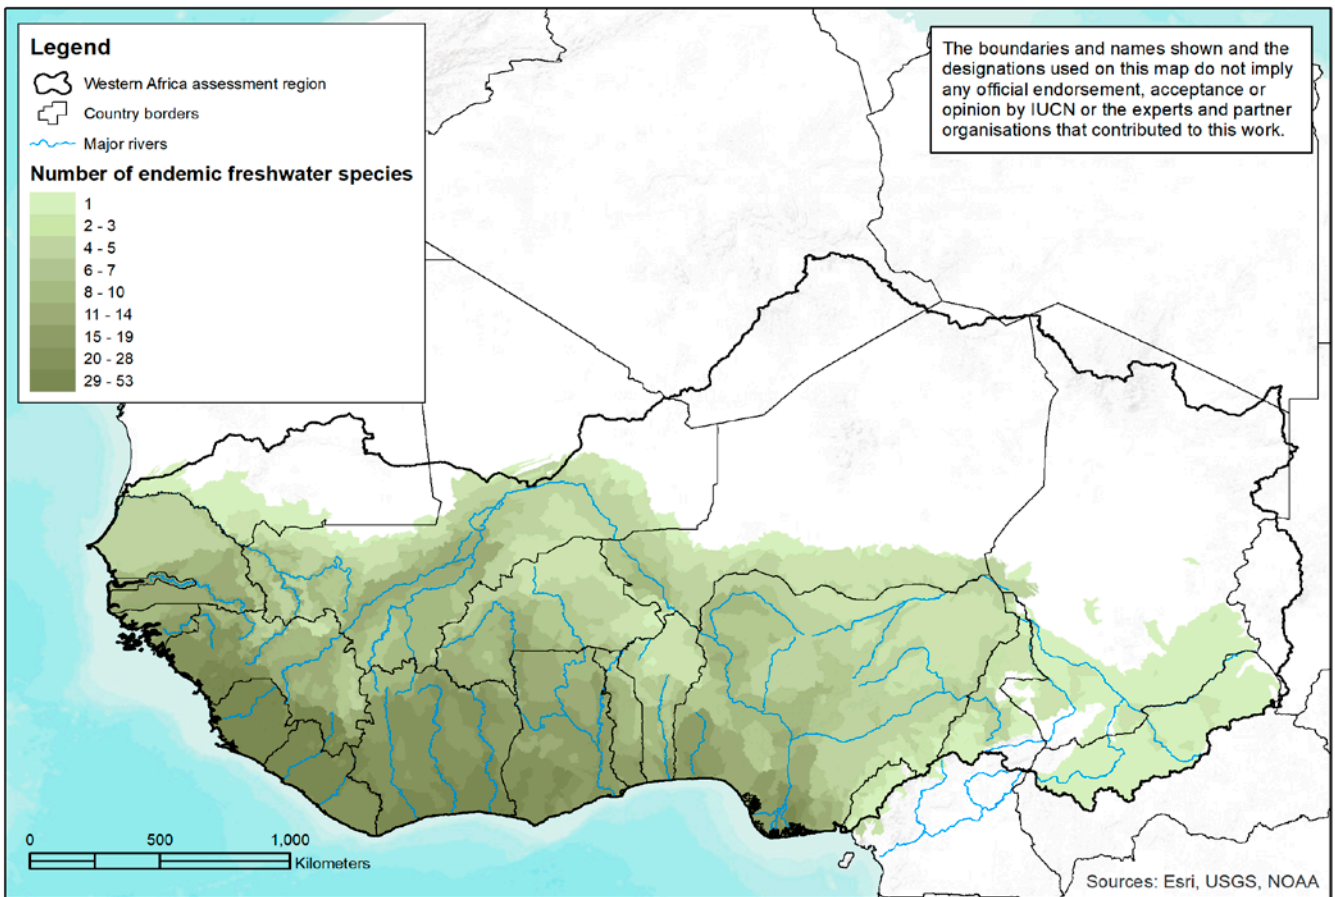 Legend
Western Africa assessment region
Country borders
Major rivers
Number of endemic freshwater species
1
2 - 3
4 - 5
6 - 7
8 - 10
11 - 14
15 - 19
20 - 28
29 - 53
The boundaries and names shown and the
designations used on this map do not imply
any official endorsement, acceptance or
opinion by IUCN or the experts and partner
organisations that contributed to this work.
0 500 1,000
Kilometers
Sources: Esri, USGS, NOAA